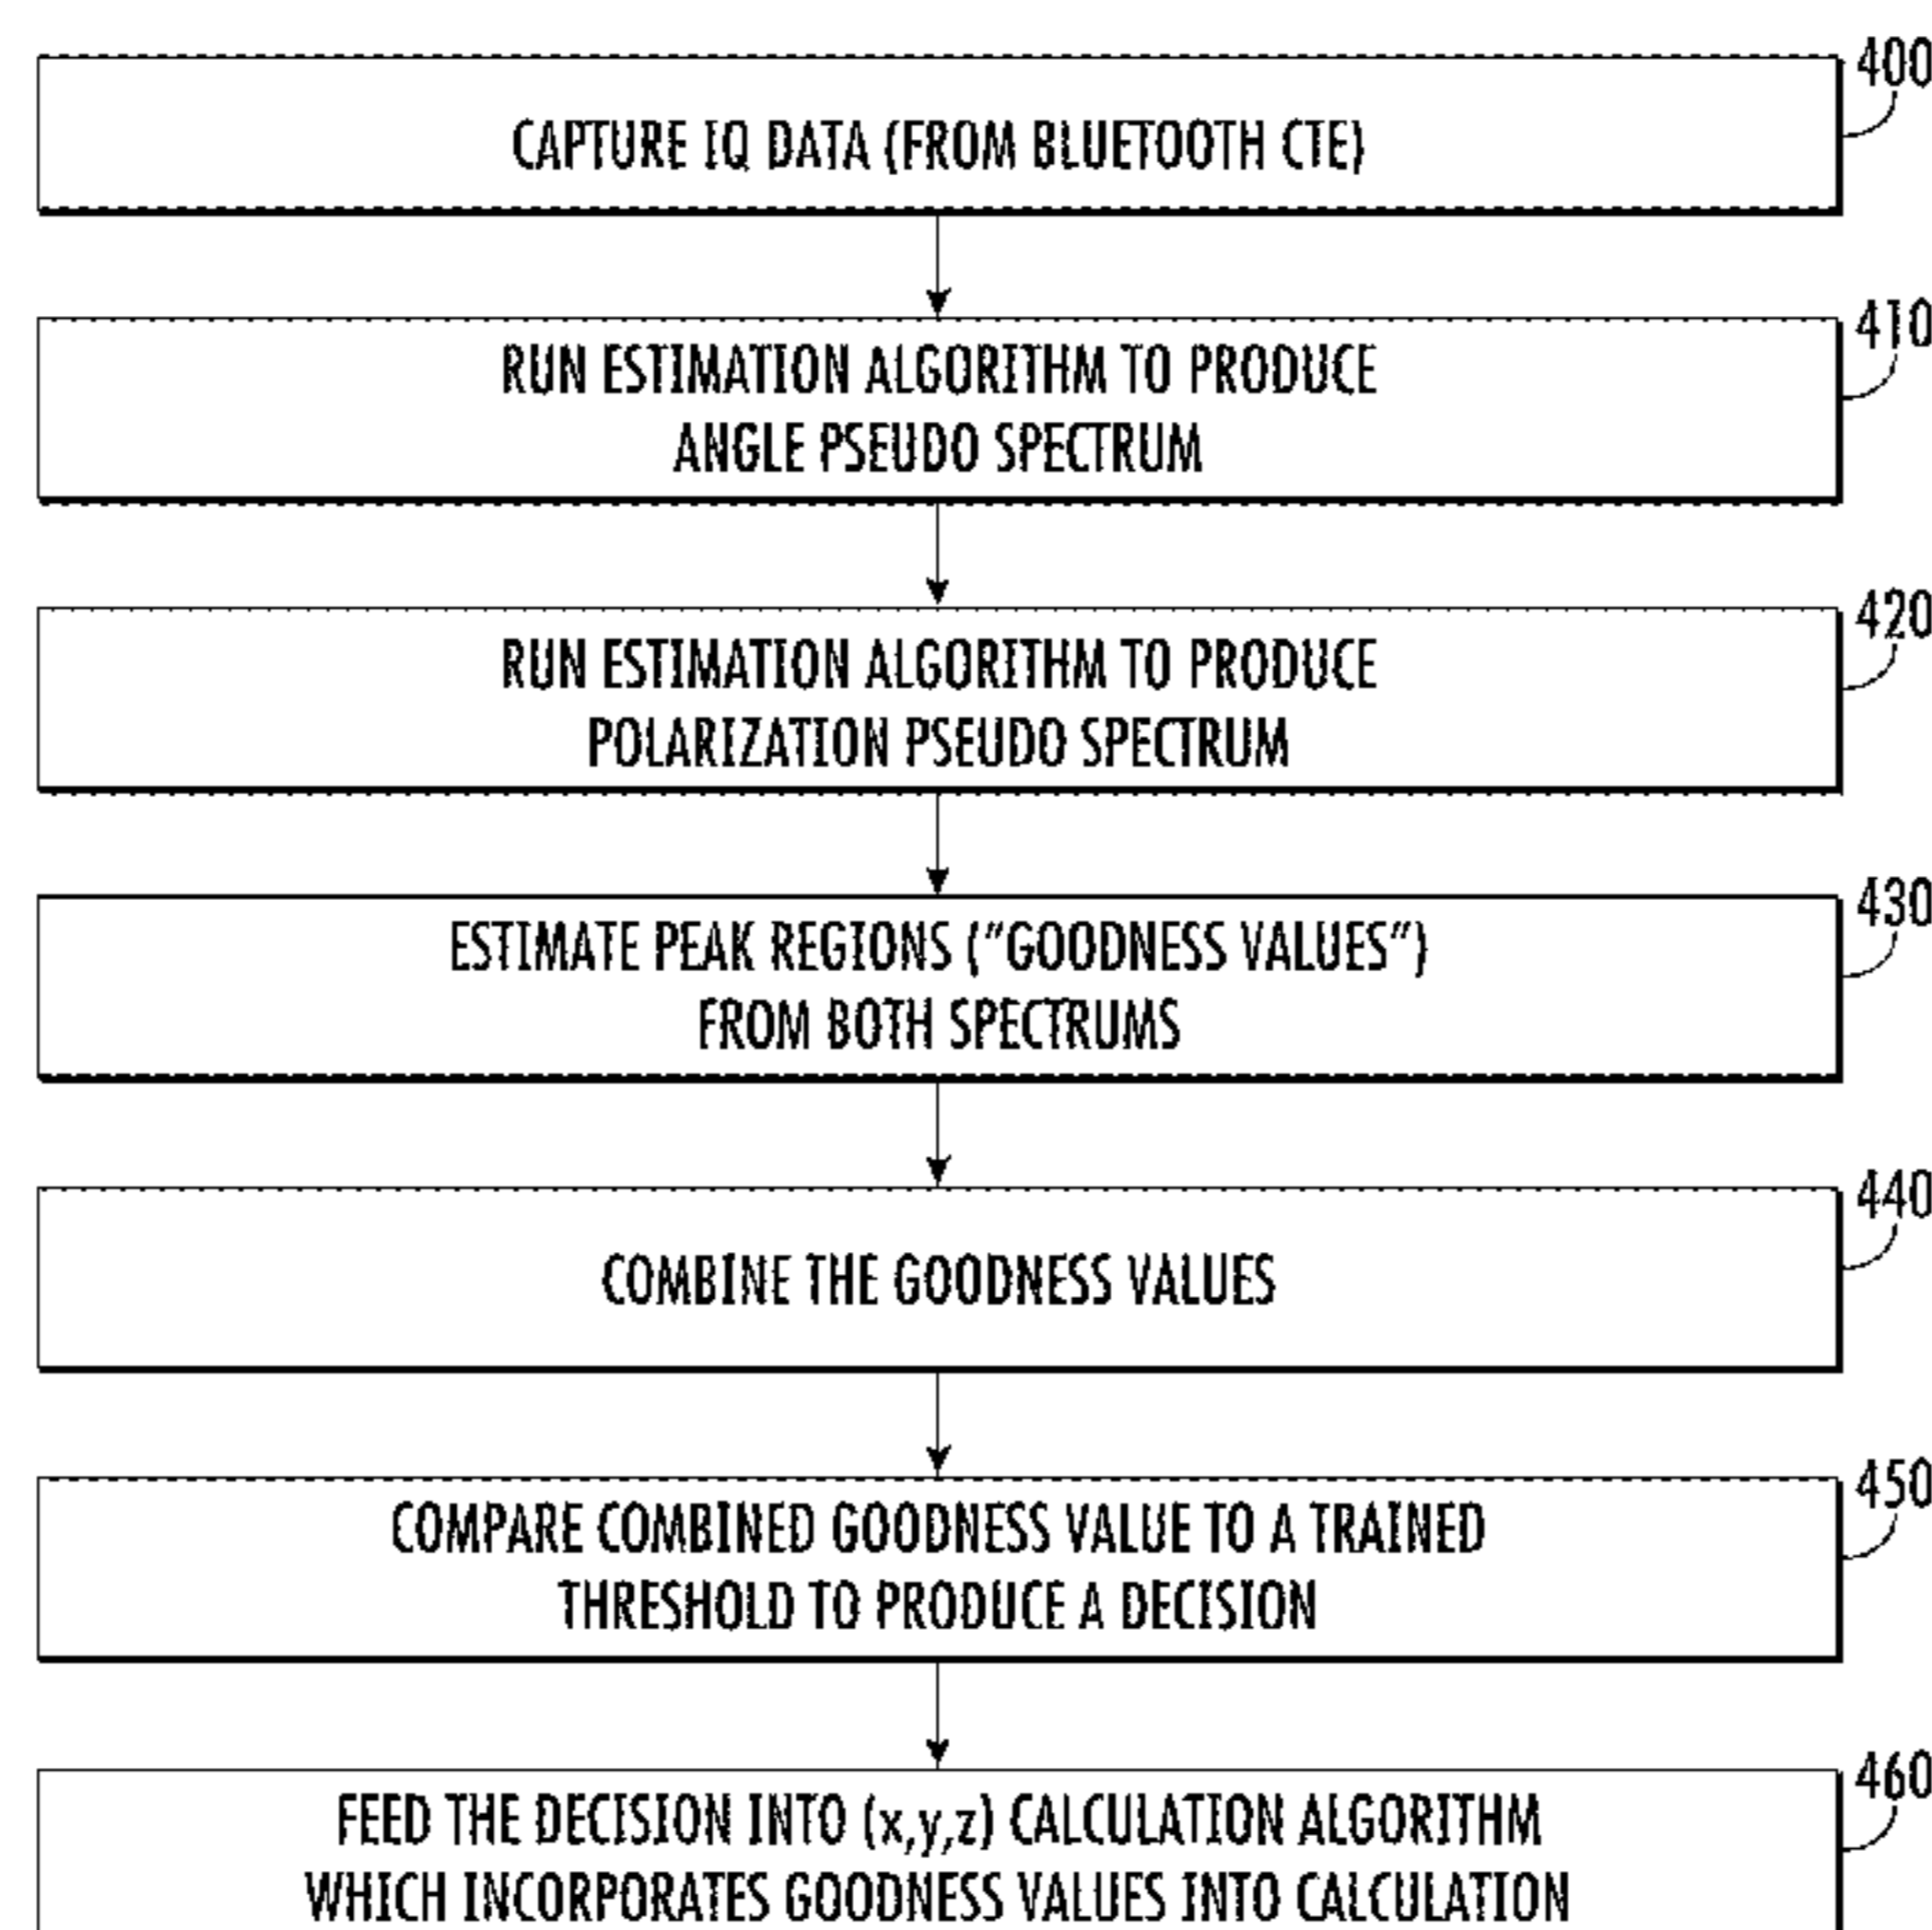 400
CAPTURE IQ DATA (FROM BLUETOOTH CTE)
410
RUN ESTIMATION ALGORITHM TO PRODUCE
ANGLE PSEUDO SPECTRUM
420
RUN ESTIMATION ALGORITHM TO PRODUCE
POLARIZATION PSEUDO SPECTRUM
430
ESTIMATE PEAK REGIONS ("GOODNESS VALUES")
FROM BOTH SPECTRUMS
440
COMBINE THE GOODNESS VALUES
450
COMPARE COMBINED GOODNESS VALUE TO A TRAINED
THRESHOLD TO PRODUCE A DECISION
460
FEED THE DECISION INTO (x,y,z) CALCULATION ALGORITHM
WHICH INCORPORATES GOODNESS VALUES INTO CALCULATION